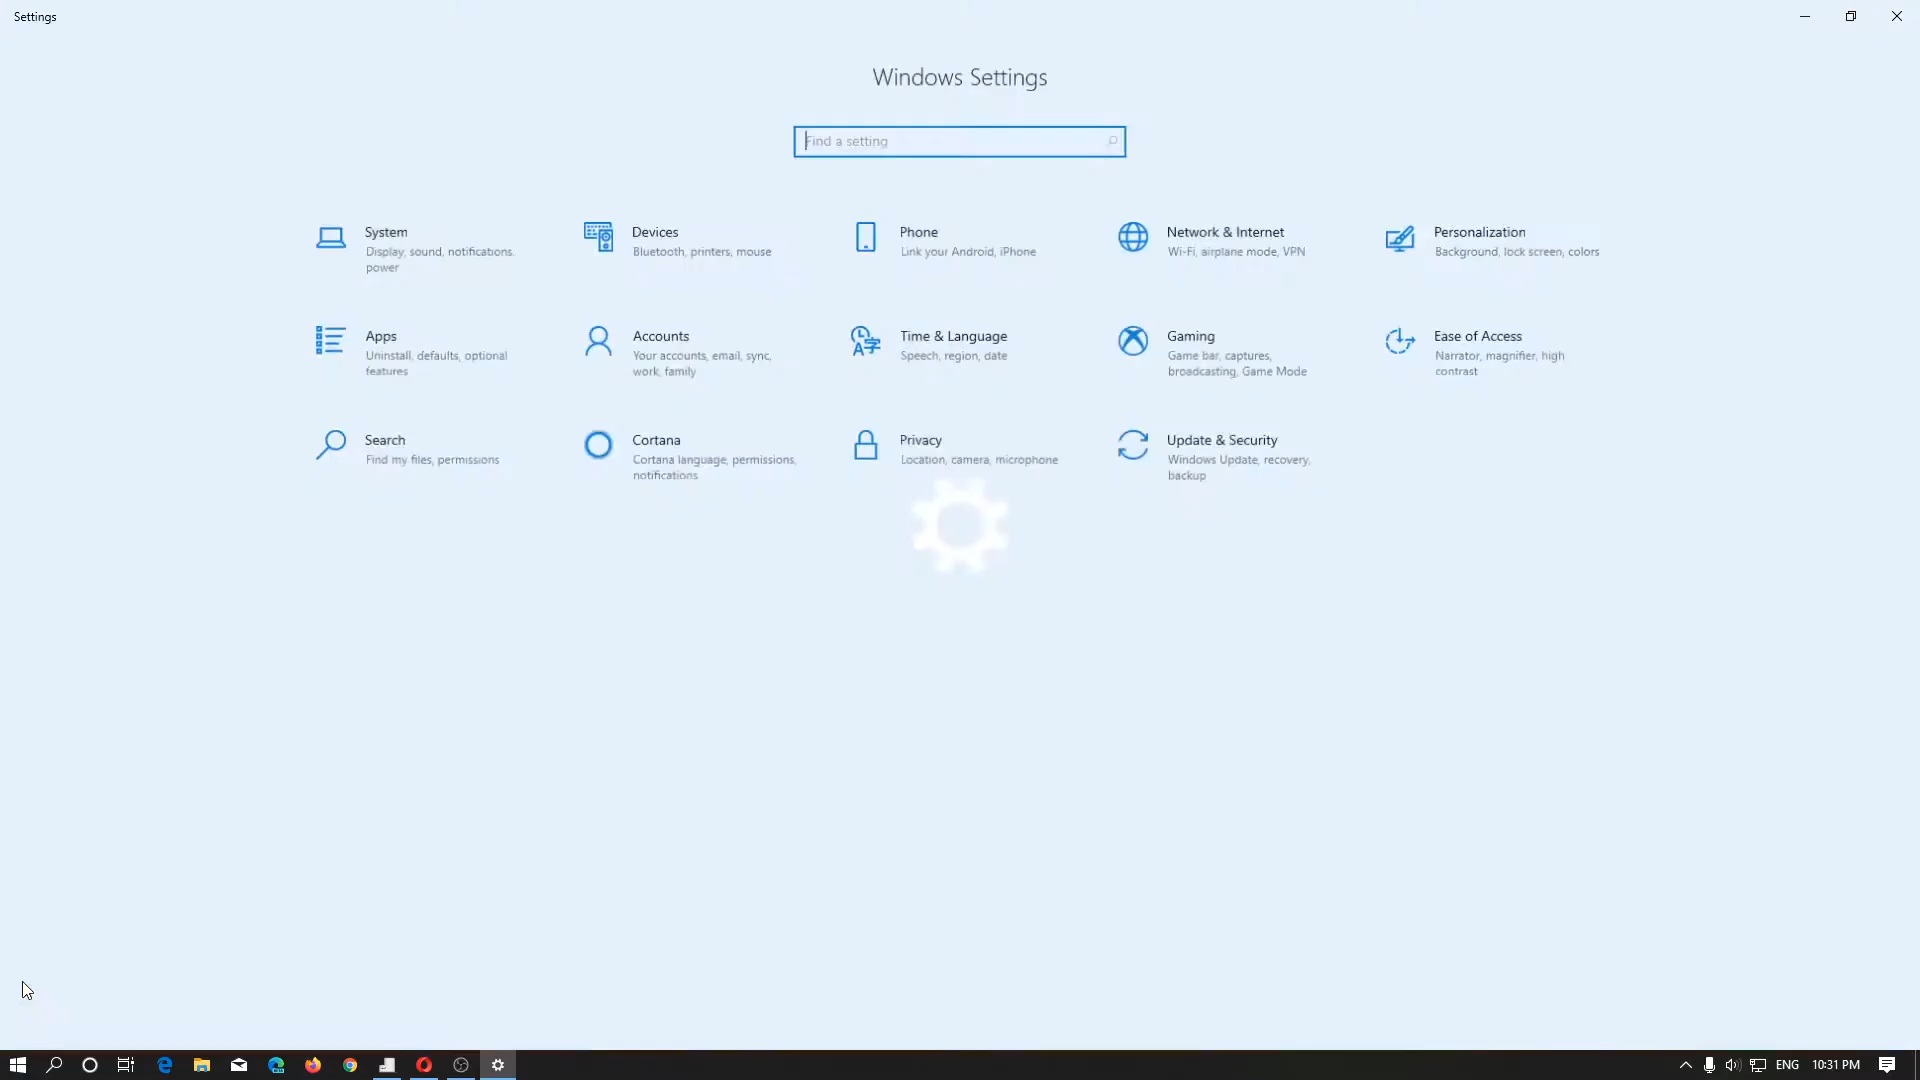 Settings
Windows Settings
Find a setting
System
Display, sound, notifications,
power
Devices
Bluetooth, printers, mouse
Phone
Link your Android, iPhone
Network & Internet
Wi-Fi, airplane mode, VPN
Personalization
Background, lock screen, colors
Apps
Uninstall, defaults, optional
features
Accounts
Your accounts, email, sync,
work, family
Time & Language
Speech, region, date
Gaming
Game bar, captures,
broadcasting, Game Mode
Ease of Access
Narrator, magnifier, high
contrast
Search
Find my files, permissions
Cortana
Cortana language, permissions,
notifications
Privacy
Location, camera, microphone
Update & Security
Windows Update, recovery,
backup
ENG
10:31 PM